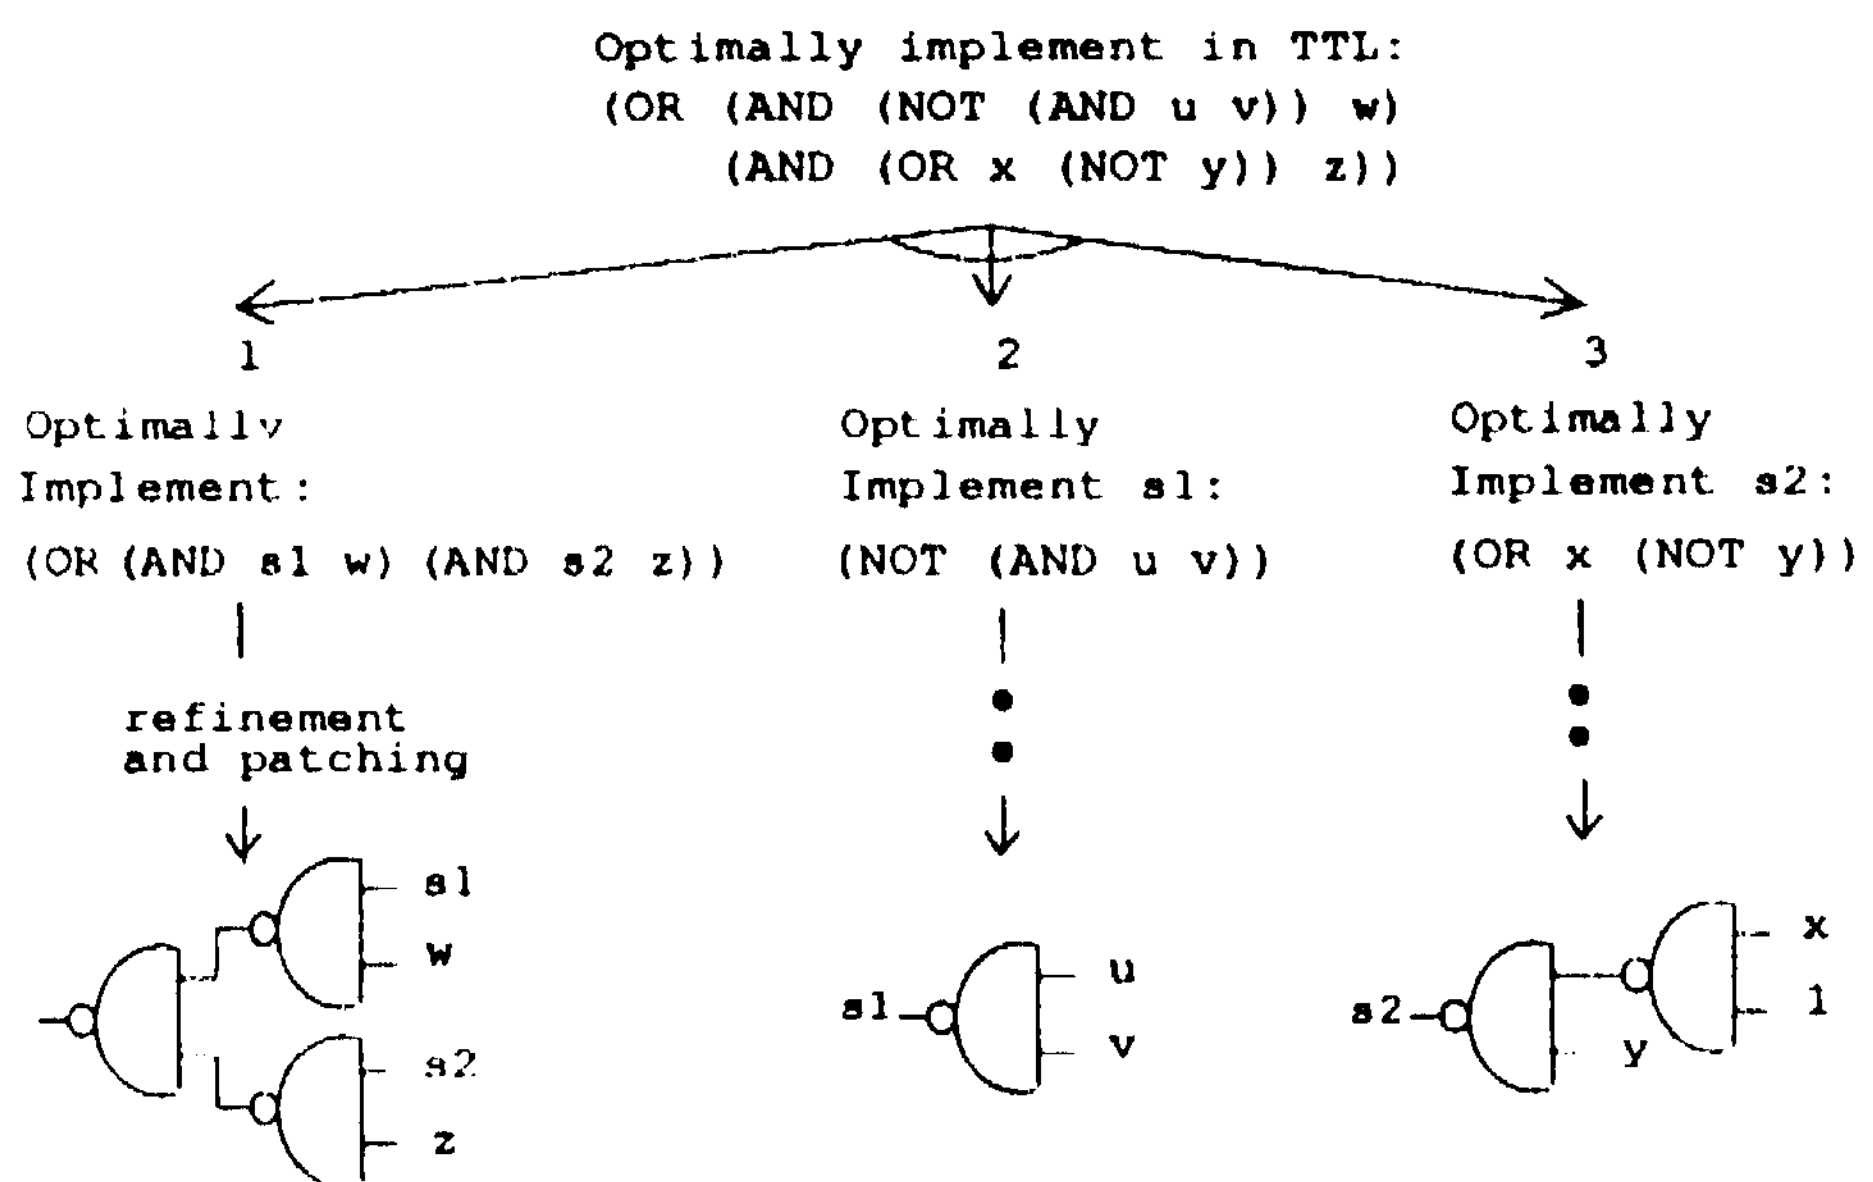 Optimally implement in TTL:
(OR (AND (NOT (AND u v)) w)
(AND (OR x (NOT y)) z))
1
2
3
Optimally
Implement:
(OR (AND s1 w) (AND s2 z))
refinement
and patching
s1
w
s2
z
Optimally
Implement s1:
(NOT (AND u v))
s1
u
v
Optimally
Implement s2:
(OR x (NOT y))
s2
x
1
y